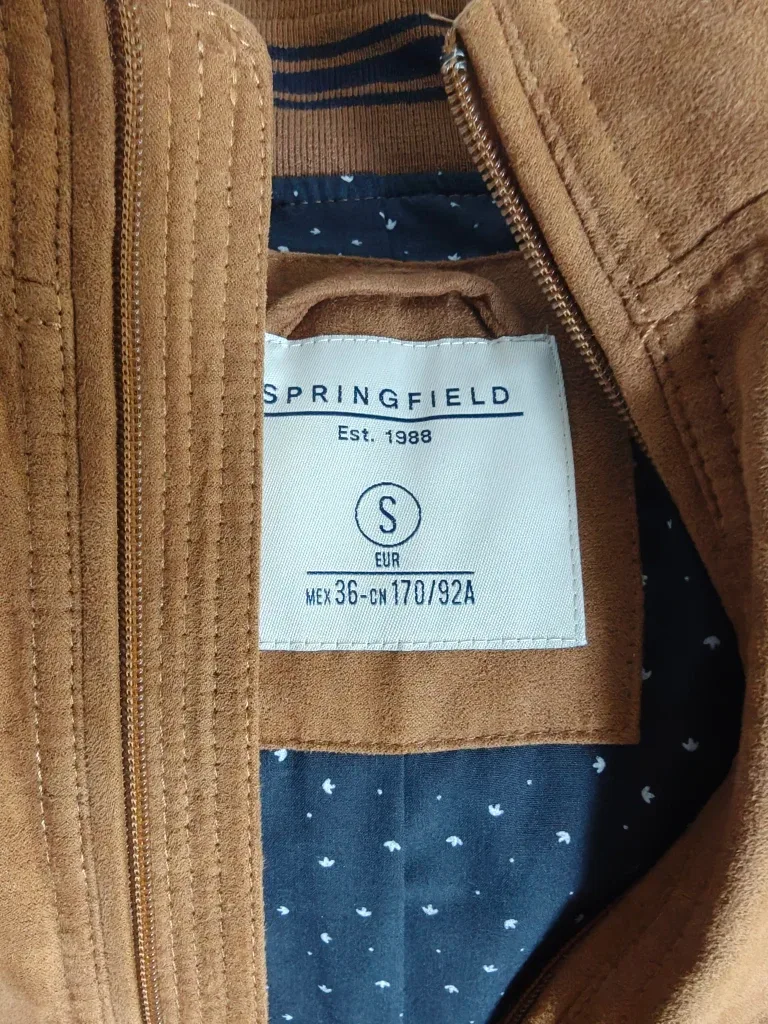 SPRINGFIELD
Est. 1988
S
EUR
MEX 36-CN 170/92A